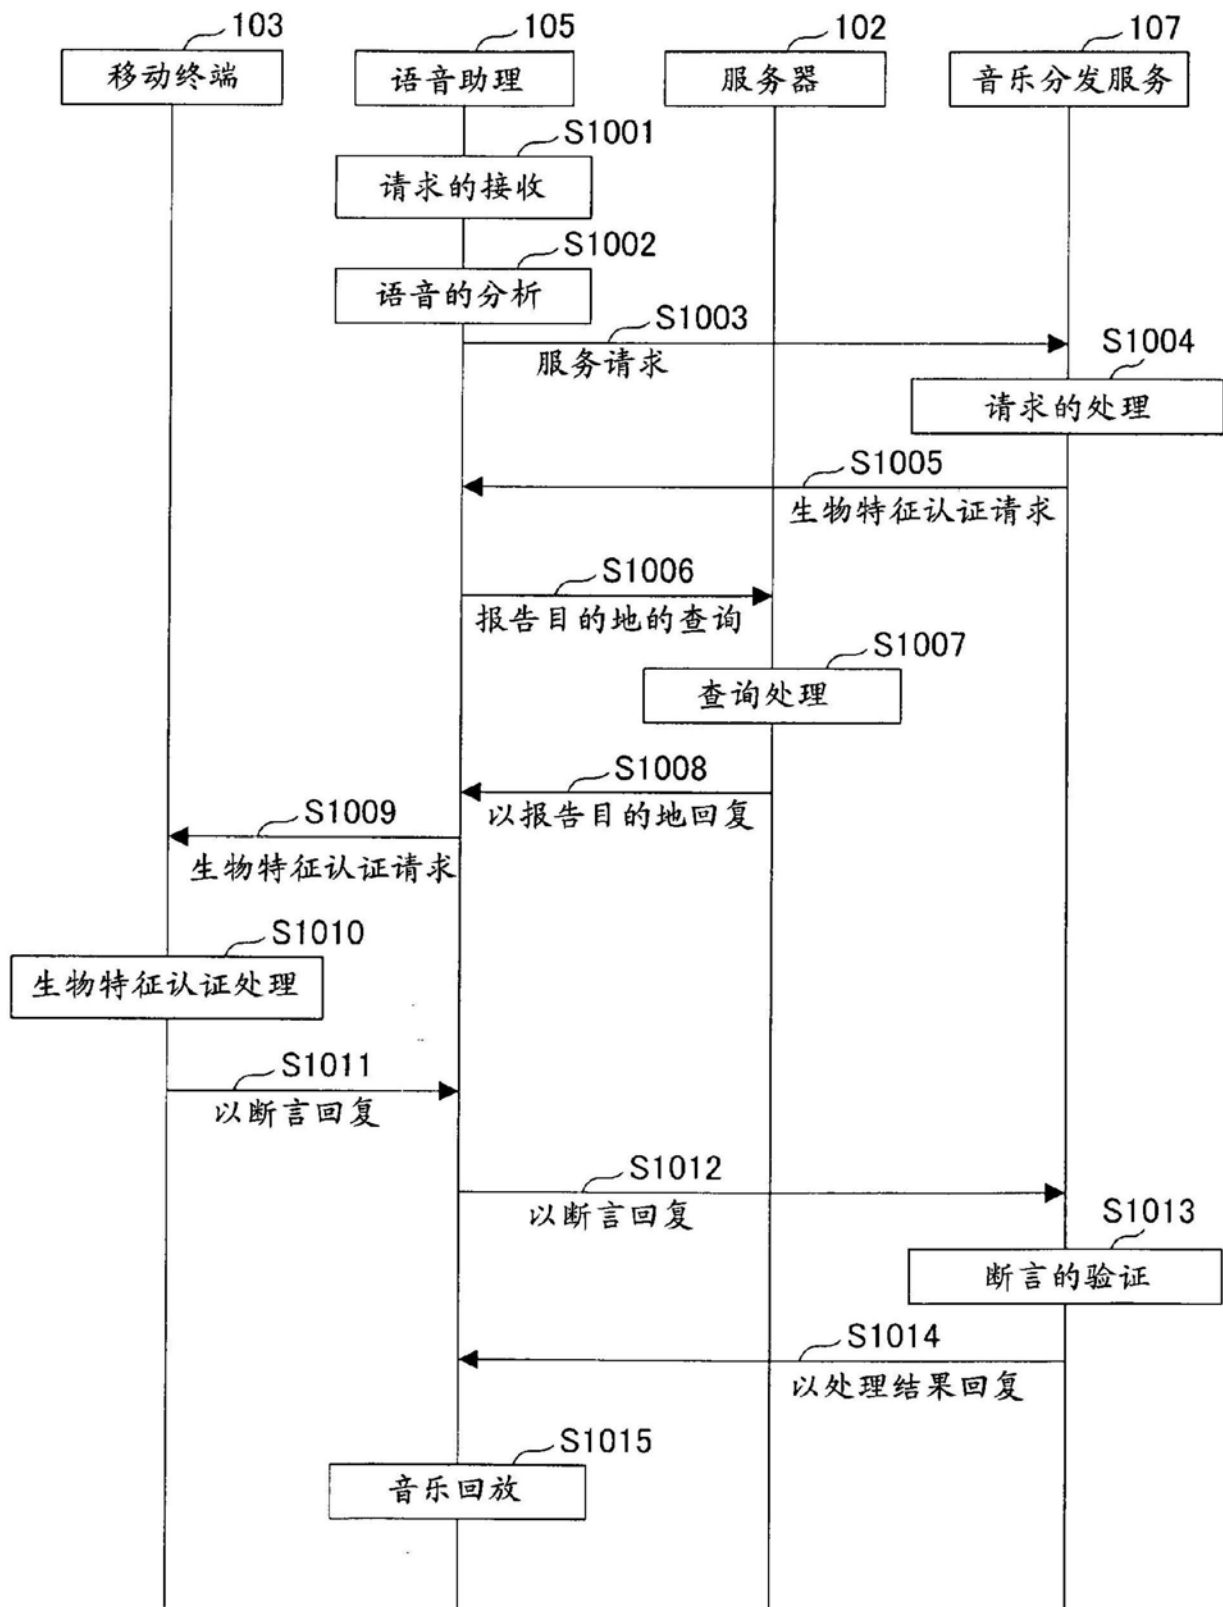 103
105
102
107
移动终端
语音助理
服务器
音乐分发服务
S1001
请求的接收
S1002
语音的分析
S1003
服务请求
S1004
请求的处理
S1005
生物特征认证请求
S1006
报告目的地的查询
S1007
查询处理
S1008
以报告目的地回复
S1009
生物特征认证请求
S1010
生物特征认证处理
S1011
以断言回复
S1012
以断言回复
S1013
断言的验证
S1014
以处理结果回复
S1015
音乐回放